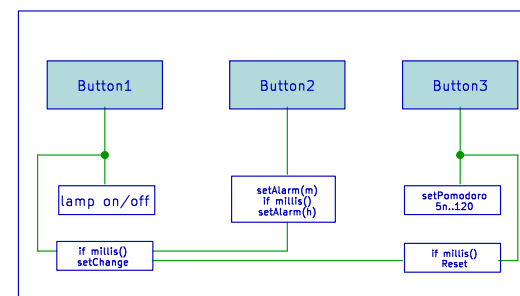 Button1
Button2
Button3
lamp on/off
setAlarm(m)
if millis()
setAlarm(h)
setPomodoro
5n..120
if millis()
setChange
if millis()
Reset